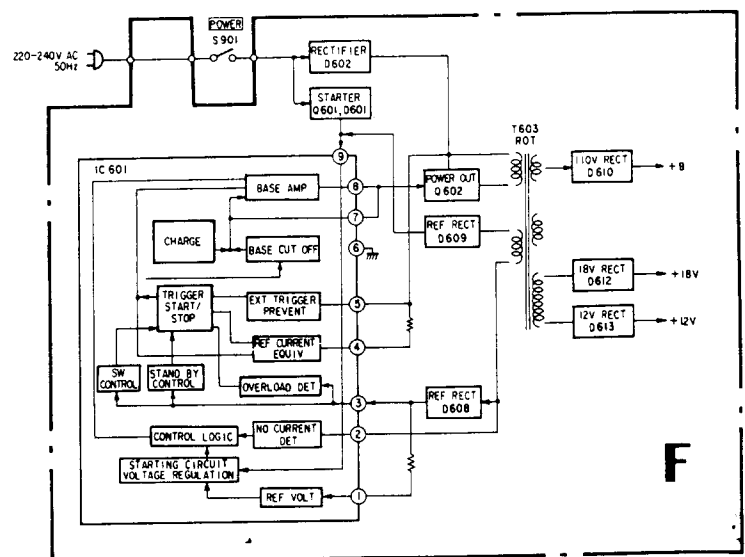 POWER
S901
220-240V AC
50Hz
RECTIFIER
D602
STARTER
Q601,D601
T603
ROT
9
IC 601
BASE AMP
8
POWER OUT
Q602
110V RECT
D610
+B
7
REF RECT
D609
CHARGE
BASE CUT OFF
6
18V RECT
D612
+18V
TRIGGER
START/
STOP
EXT TRIGGER
PREVENT
5
12V RECT
D613
+12V
REF CURRENT
EQUIV
4
SW
CONTROL
STAND BY
CONTROL
OVERLOAD DET
3
REF RECT
D608
CONTROL LOGIC
NO CURRENT
DET
2
STARTING CIRCUIT
VOLTAGE REGULATION
REF VOLT
1
F